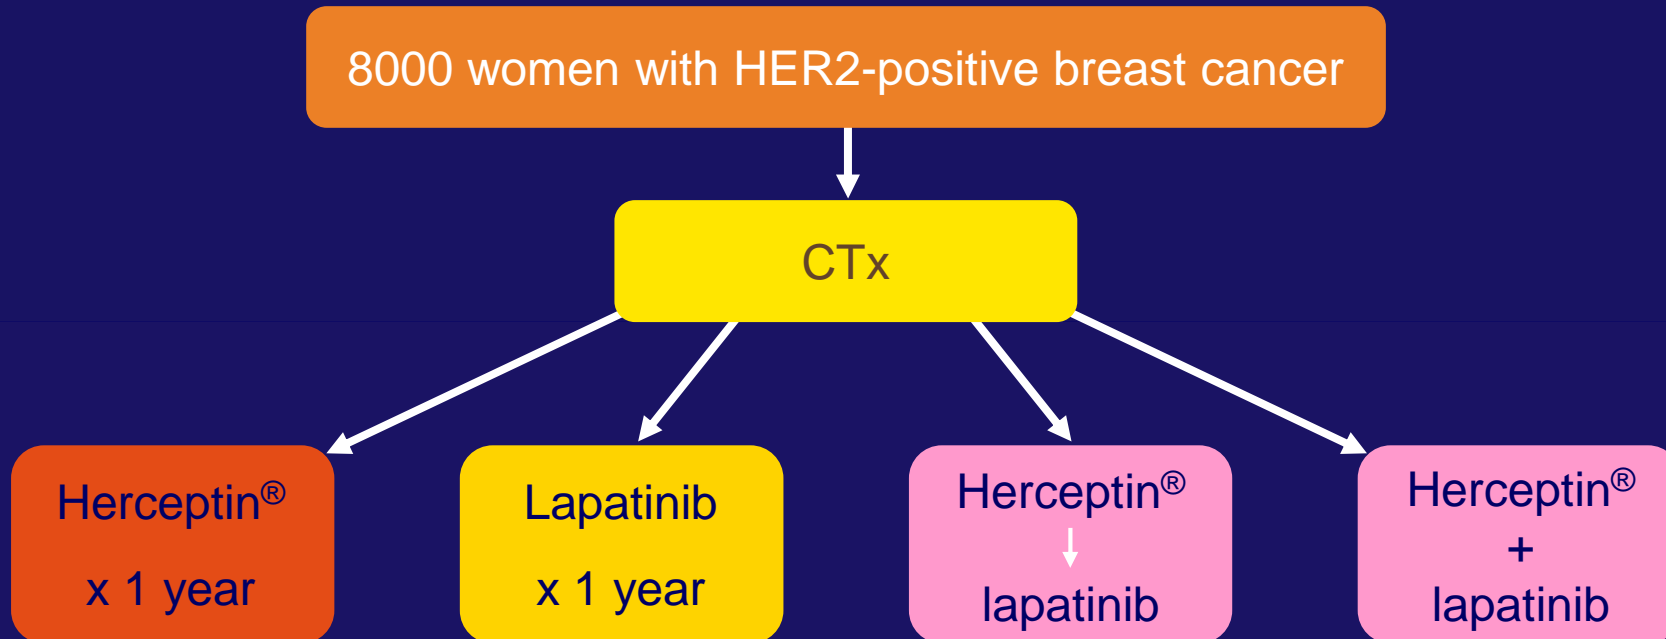 8000 women with HER2-positive breast cancer
CTx
Herceptin®
x 1 year
Lapatinib
x 1 year
Herceptin®
↓
lapatinib
Herceptin®
+
lapatinib